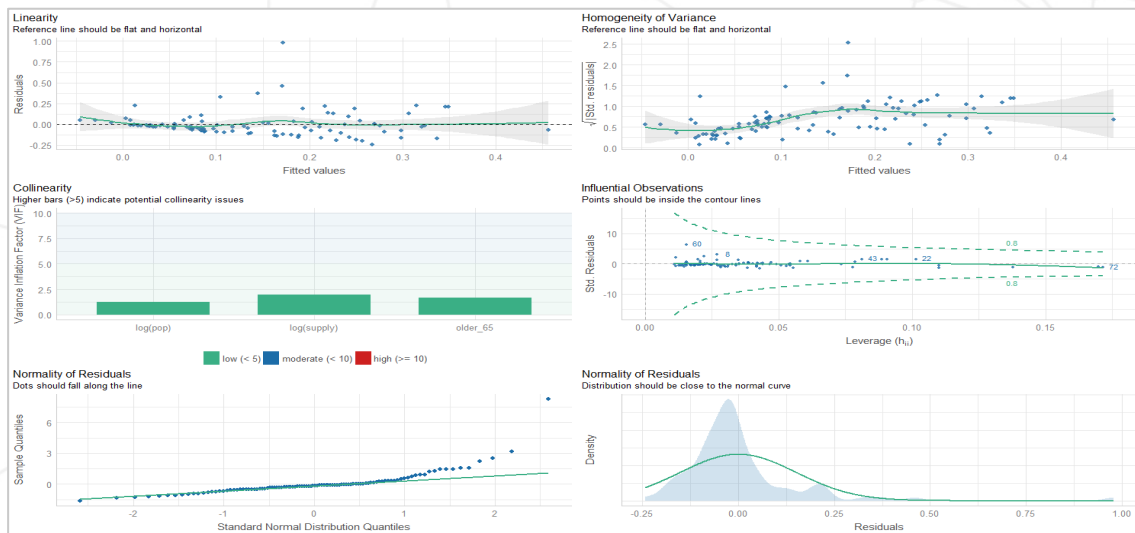 Linearity
Reference line should be flat and horizontal
1.00
0.75
0.50
0.25
0.00
-0.25
Residuals
0.0
0.1
0.2
0.3
0.4
Fitted values
Homogeneity of Variance
Reference line should be flat and horizontal
2.5
2.0
1.5
1.0
0.5
0.0
√|Std. residuals|
0.0
0.1
0.2
0.3
0.4
Fitted values
Collinearity
Higher bars (>5) indicate potential collinearity issues
10.0
7.5
5.0
2.5
0.0
Variance Inflation Factor (VIF)
log(pop)
log(supply)
older_65
low (< 5)
moderate (< 10)
high (>= 10)
Influential Observations
Points should be inside the contour lines
10
0
-10
Std. Residuals
60
8
43
22
72
0.8
0.8
0.00
0.05
0.10
0.15
Leverage (hii)
Normality of Residuals
Dots should fall along the line
6
3
0
Sample Quantiles
-2
-1
0
1
2
Standard Normal Distribution Quantiles
Normality of Residuals
Distribution should be close to the normal curve
Density
-0.25
0.00
0.25
0.50
0.75
1.00
Residuals